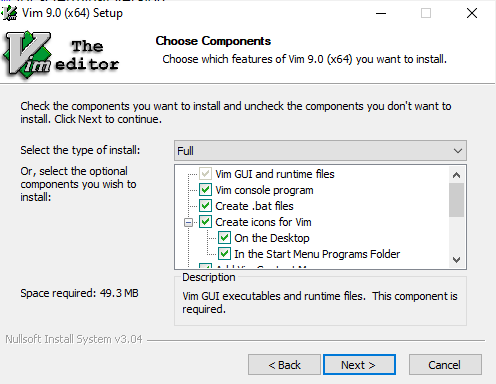 Vim 9.0 (x64) Setup
The
Vim
editor
Choose Components
Choose which features of Vim 9.0 (x64) you want to install.
Check the components you want to install and uncheck the components you don't want to
install. Click Next to continue.
Select the type of install:
Full
Or, select the optional
components you wish to
install:
Vim GUI and runtime files
Vim console program
Create .bat files
Create icons for Vim
On the Desktop
In the Start Menu Programs Folder
Space required: 49.3 MB
Description
Vim GUI executables and runtime files. This component is
required.
Nullsoft Install System v3.04
< Back
Next >
Cancel